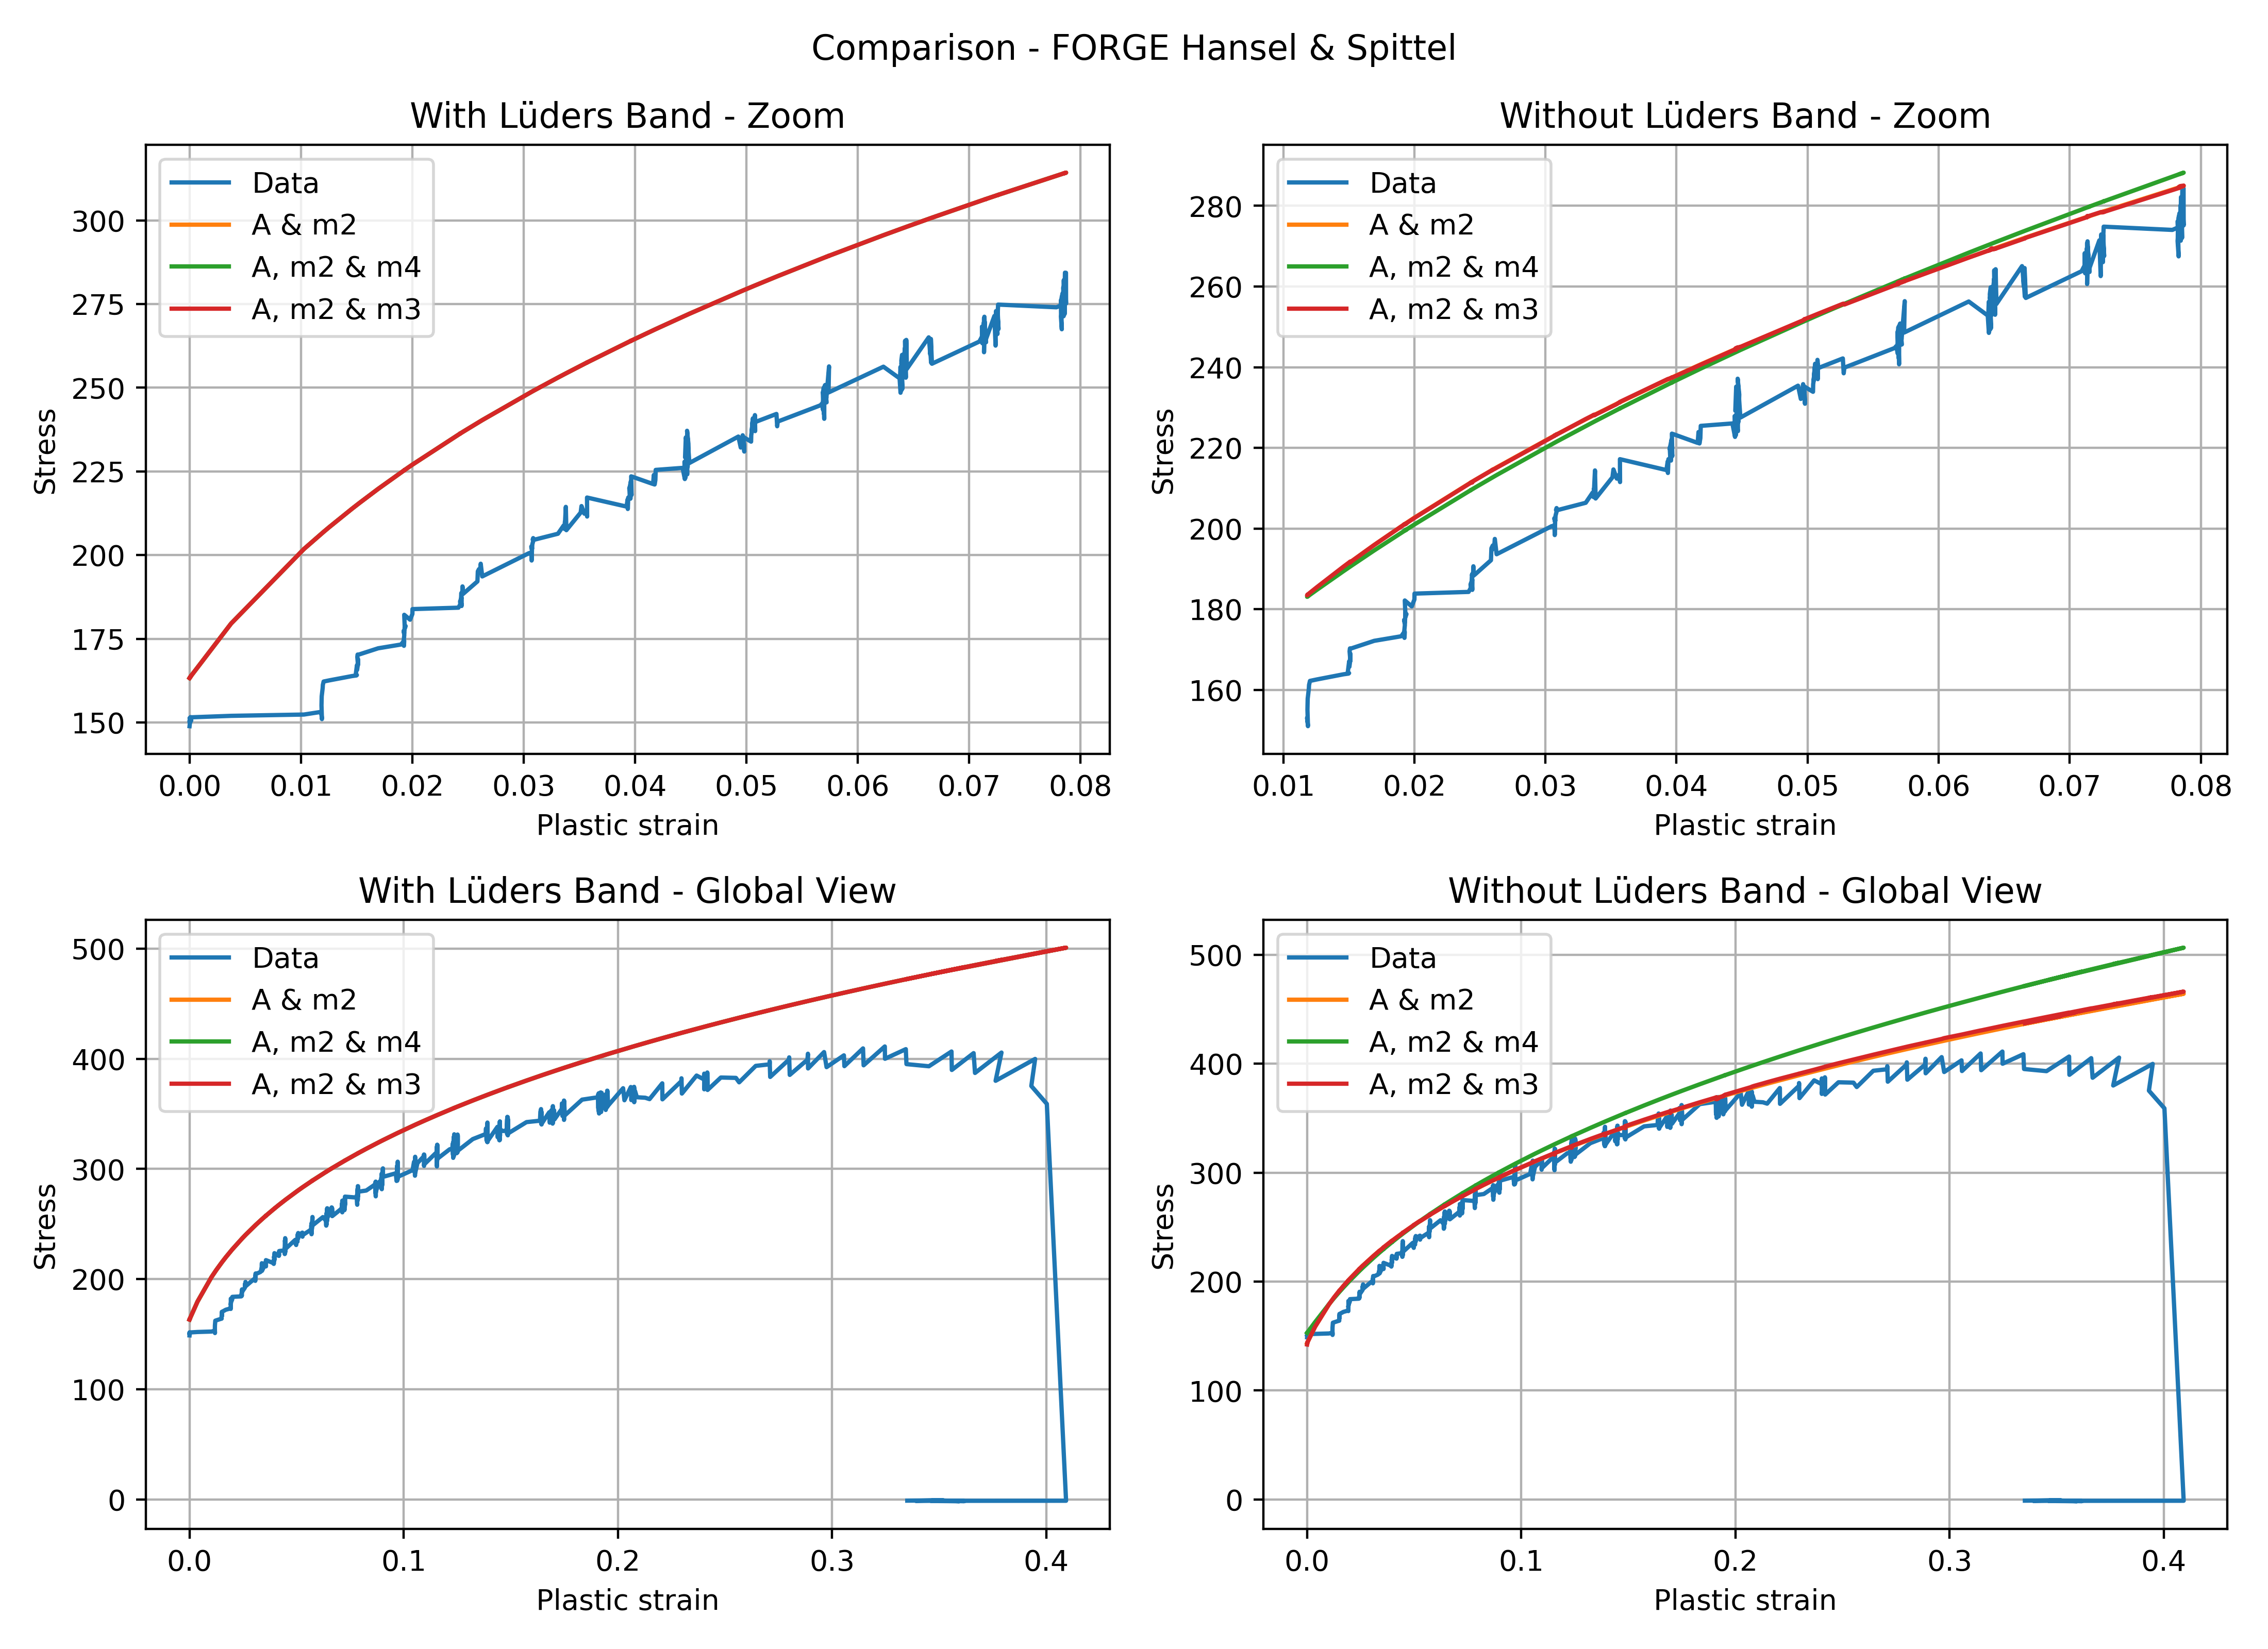 Comparison - FORGE Hansel & Spittel
With Lüders Band - Zoom
Data
A & m2
A, m2 & m4
A, m2 & m3
300
275
250
225
200
175
150
Stress
0.00 0.01 0.02 0.03 0.04 0.05 0.06 0.07 0.08
Plastic strain
Without Lüders Band - Zoom
Data
A & m2
A, m2 & m4
A, m2 & m3
280
260
240
220
200
180
160
Stress
0.01 0.02 0.03 0.04 0.05 0.06 0.07 0.08
Plastic strain
With Lüders Band - Global View
Data
A & m2
A, m2 & m4
A, m2 & m3
500
400
300
200
100
0
Stress
0.0 0.1 0.2 0.3 0.4
Plastic strain
Without Lüders Band - Global View
Data
A & m2
A, m2 & m4
A, m2 & m3
500
400
300
200
100
0
Stress
0.0 0.1 0.2 0.3 0.4
Plastic strain